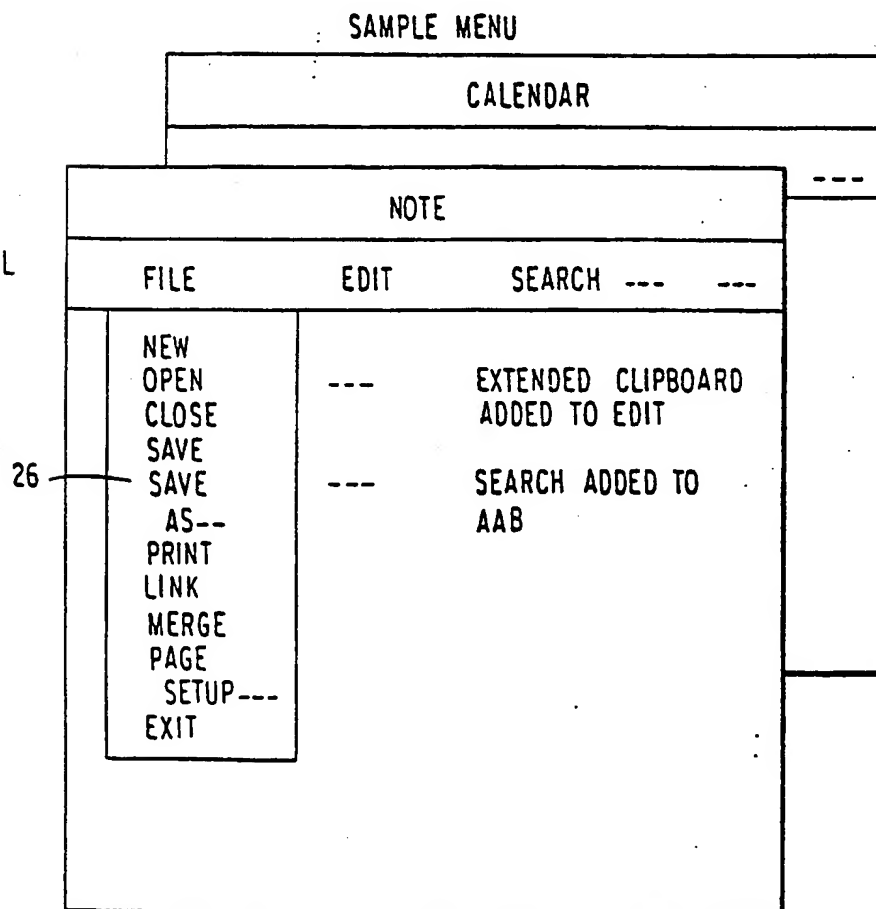 SAMPLE MENU
CALENDAR
---
NOTE
L
FILE EDIT SEARCH --- ---
NEW
OPEN --- EXTENDED CLIPBOARD
CLOSE ADDED TO EDIT
SAVE
26 SAVE --- SEARCH ADDED TO
AS-- AAB
PRINT
LINK
MERGE
PAGE
SETUP---
EXIT